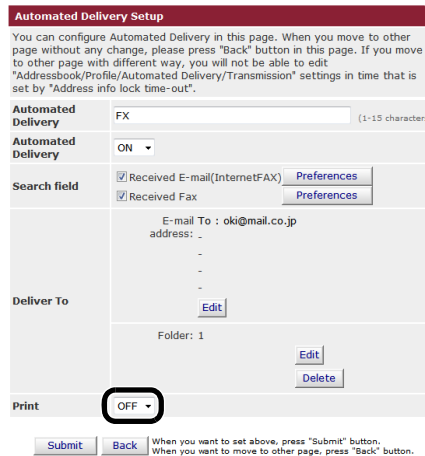 Automated Delivery Setup
You can configure Automated Delivery in this page. When you move to other
page without any change, please press "Back" button in this page. If you move
to other page with different way, you will not be able to edit
"Addressbook/Profile/Automated Delivery/Transmission" settings in time that is
set by "Address info lock time-out".
Automated
Delivery
FX
(1-15 character
Automated
Delivery
ON
Search field
Received E-mail(InternetFAX) Preferences
Received Fax Preferences
Deliver To
E-mail To : oki@mail.co.jp
address: -
-
-
-
Edit
Folder: 1
Edit
Delete
Print
OFF
Submit Back
When you want to set above, press "Submit" button.
When you want to move to other page, press "Back" button.